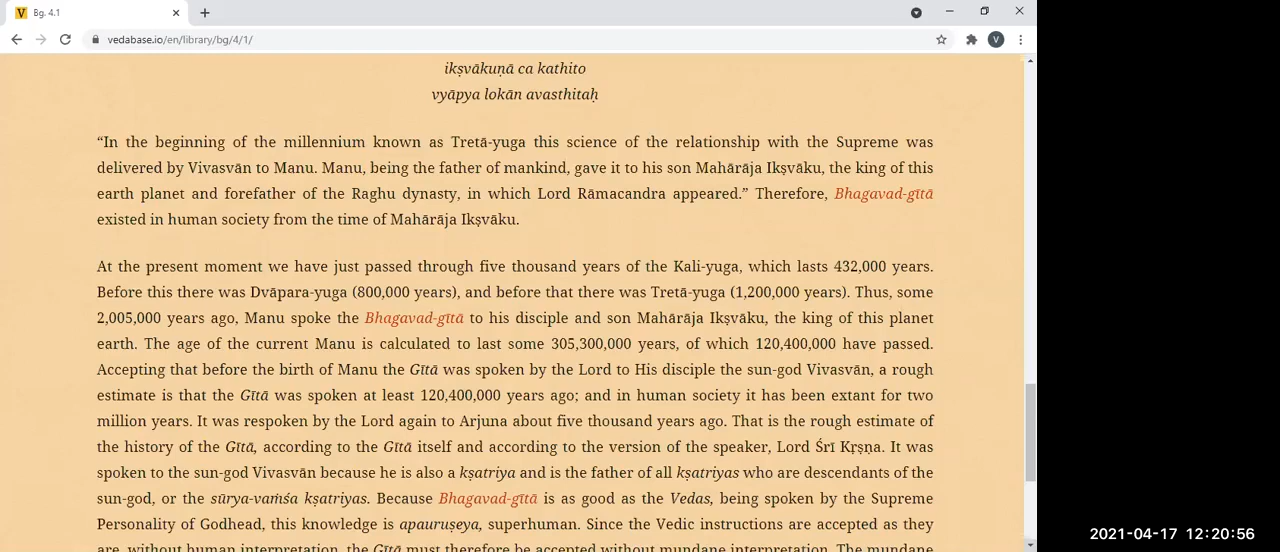 Bg. 4.1
vedabase.io/en/library/bg/4/1/
V
ikṣvākuṇā ca kathito
vyāpya lokān avasthitaḥ
“In the beginning of the millennium known as Tretā-yuga this science of the relationship with the Supreme was
delivered by Vivasvān to Manu. Manu, being the father of mankind, gave it to his son Mahārāja Ikṣvāku, the king of this
earth planet and forefather of the Raghu dynasty, in which Lord Rāmacandra appeared.” Therefore, Bhagavad-gītā
existed in human society from the time of Mahārāja Ikṣvāku.
At the present moment we have just passed through five thousand years of the Kali-yuga, which lasts 432,000 years.
Before this there was Dvāpara-yuga (800,000 years), and before that there was Tretā-yuga (1,200,000 years). Thus, some
2,005,000 years ago, Manu spoke the Bhagavad-gītā to his disciple and son Mahārāja Ikṣvāku, the king of this planet
earth. The age of the current Manu is calculated to last some 305,300,000 years, of which 120,400,000 have passed.
Accepting that before the birth of Manu the Gītā was spoken by the Lord to His disciple the sun-god Vivasvān, a rough
estimate is that the Gītā was spoken at least 120,400,000 years ago; and in human society it has been extant for two
million years. It was respoken by the Lord again to Arjuna about five thousand years ago. That is the rough estimate of
the history of the Gītā, according to the Gītā itself and according to the version of the speaker, Lord Śrī Kṛṣṇa. It was
spoken to the sun-god Vivasvān because he is also a kṣatriya and is the father of all kṣatriyas who are descendants of the
sun-god, or the sūrya-vaṁśa kṣatriyas. Because Bhagavad-gītā is as good as the Vedas, being spoken by the Supreme
Personality of Godhead, this knowledge is apauruṣeya, superhuman. Since the Vedic instructions are accepted as they
are, without human interpretation, the Gītā must therefore be accepted without mundane interpretation. The mundane
2021-04-17 12:20:56